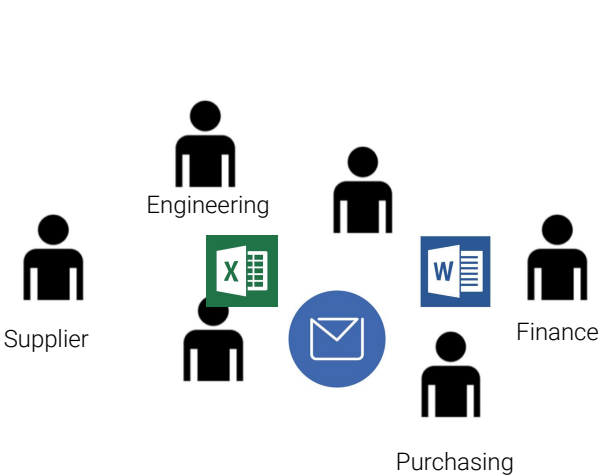 Engineering
X
W
Supplier
Finance
Purchasing